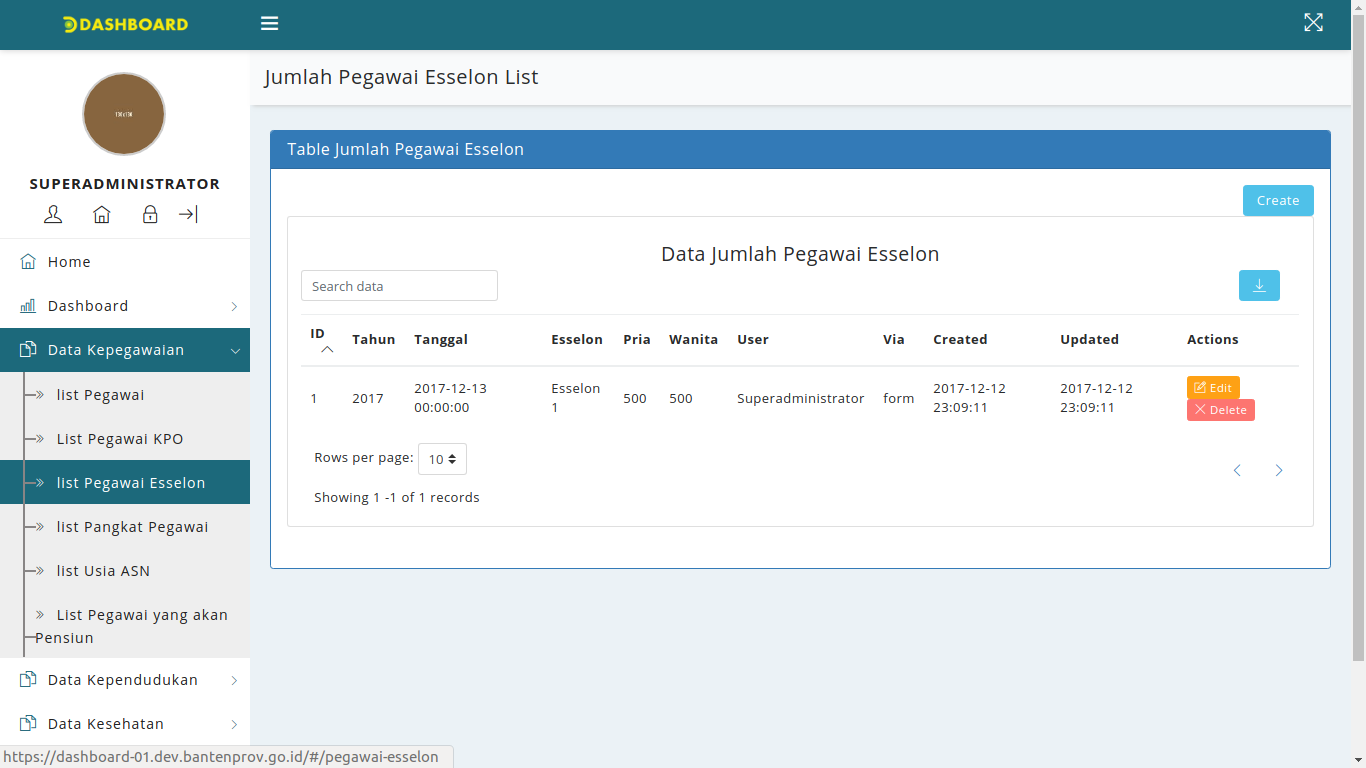 DASHBOARD
Jumlah Pegawai Esselon List
SUPERADMINISTRATOR
Home
Dashboard
Data Kepegawaian
list Pegawai
List Pegawai KPO
list Pegawai Esselon
list Pangkat Pegawai
list Usia ASN
List Pegawai yang akan
Pensiun
Data Kependudukan
Data Kesehatan
Table Jumlah Pegawai Esselon
Create
Data Jumlah Pegawai Esselon
Search data
ID Tahun Tanggal Esselon Pria Wanita User Via Created Updated Actions
1 2017 2017-12-13 Esselon 500 500 Superadministrator form 2017-12-12 2017-12-12 Edit
00:00:00 1 23:09:11 23:09:11 Delete
Rows per page: 10
Showing 1 -1 of 1 records
https://dashboard-01.dev.bantenprov.go.id/#/pegawai-esselon